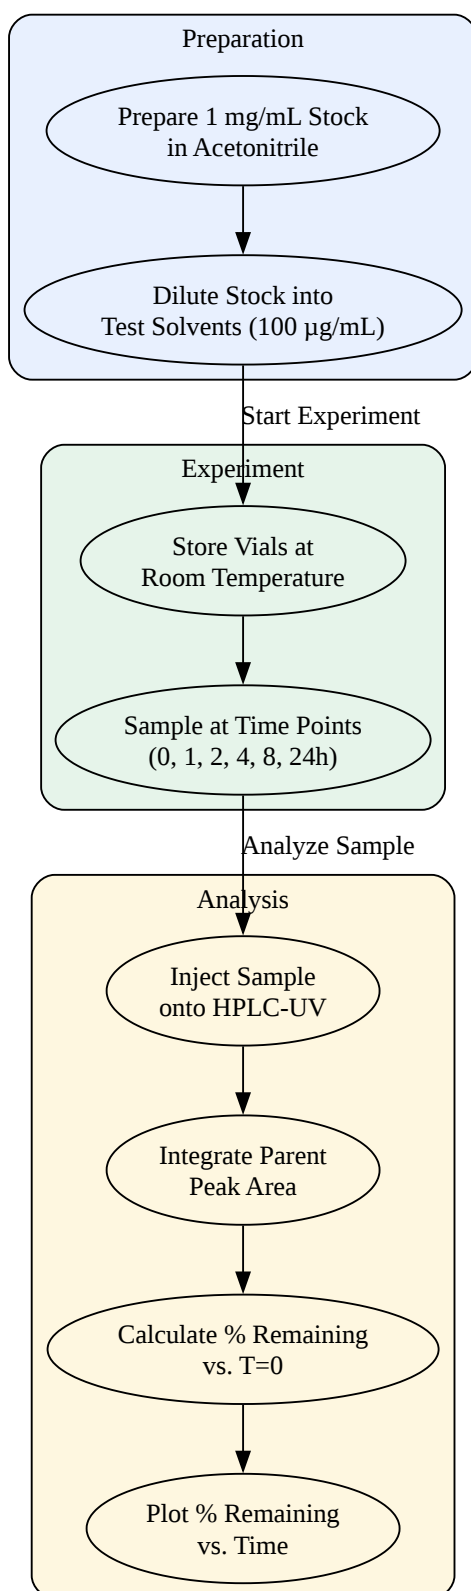 Preparation
Prepare 1 mg/mL Stock
in Acetonitrile
Dilute Stock into
Test Solvents (100 µg/mL)
Start Experiment
Experiment
Store Vials at
Room Temperature
Sample at Time Points
(0, 1, 2, 4, 8, 24h)
Analyze Sample
Analysis
Inject Sample
onto HPLC-UV
Integrate Parent
Peak Area
Calculate % Remaining
vs. T=0
Plot % Remaining
vs. Time